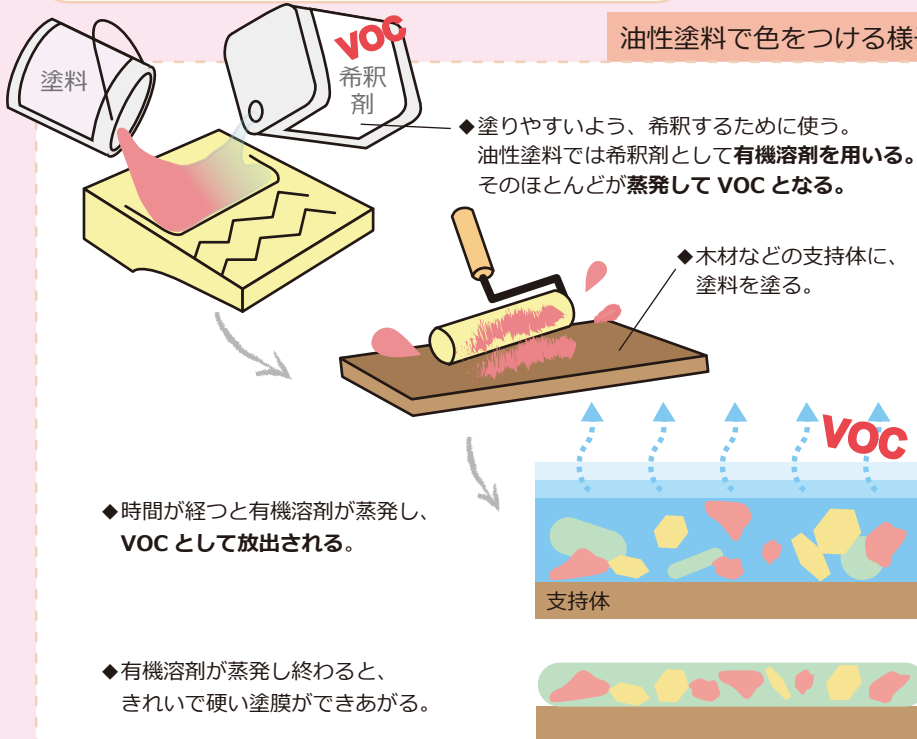 油性塗料で色をつける様
塗料
VOC
希釈
剤
◆塗りやすいよう、希釈するために使う。
油性塗料では希釈剤として有機溶剤を用いる。
そのほとんどが蒸発して VOC となる。
◆木材などの支持体に、
塗料を塗る。
VOC
◆時間が経つと有機溶剤が蒸発し、
VOC として放出される。
支持体
◆有機溶剤が蒸発し終わると、
きれいで硬い塗膜ができあがる。